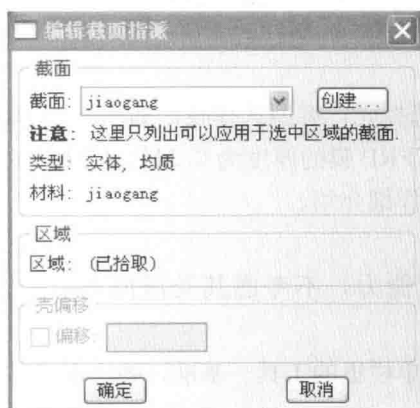 编辑截面指派
截面
截面: jiaogang 创建...
注意: 这里只列出可以应用于选中区域的截面.
类型: 实体, 均质
材料: jiaogang
区域
区域: (已拾取)
壳偏移
偏移:
确定 取消